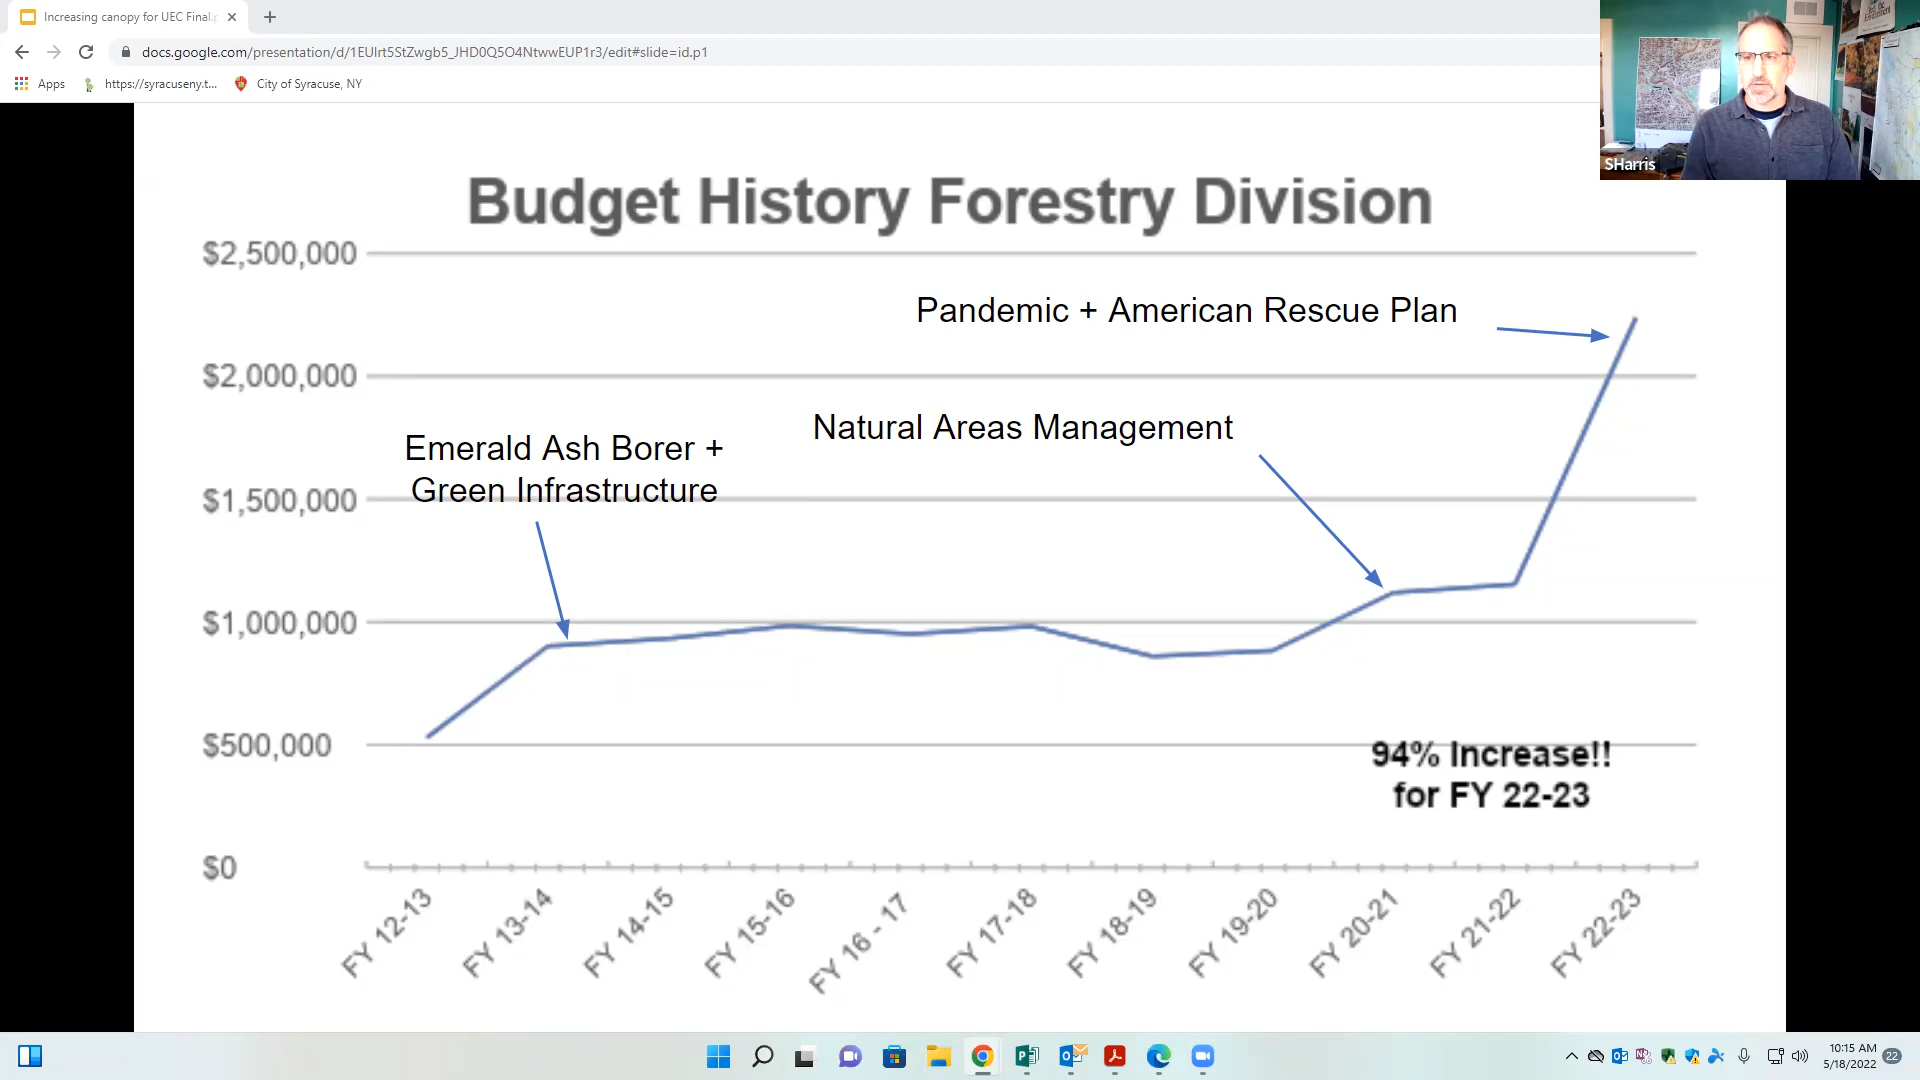 Increasing canopy for UEC Final.p
docs.google.com/presentation/d/1EUlrt5StZwgb5_JHD0Q5O4NtwwEUP1r3/edit#slide=id.p1
Apps
https://syracuseny.t...
City of Syracuse, NY
SHarris
Budget History Forestry Division
$2,500,000
Pandemic + American Rescue Plan
$2,000,000
Natural Areas Management
Emerald Ash Borer +
Green Infrastructure
$1,500,000
$1,000,000
$500,000
94% Increase!!
for FY 22-23
$0
FY 12-13
FY 13-14
FY 14-15
FY 15-16
FY 16 - 17
FY 17-18
FY 18-19
FY 19-20
FY 20-21
FY 21-22
FY 22-23
10:15 AM
5/18/2022
22